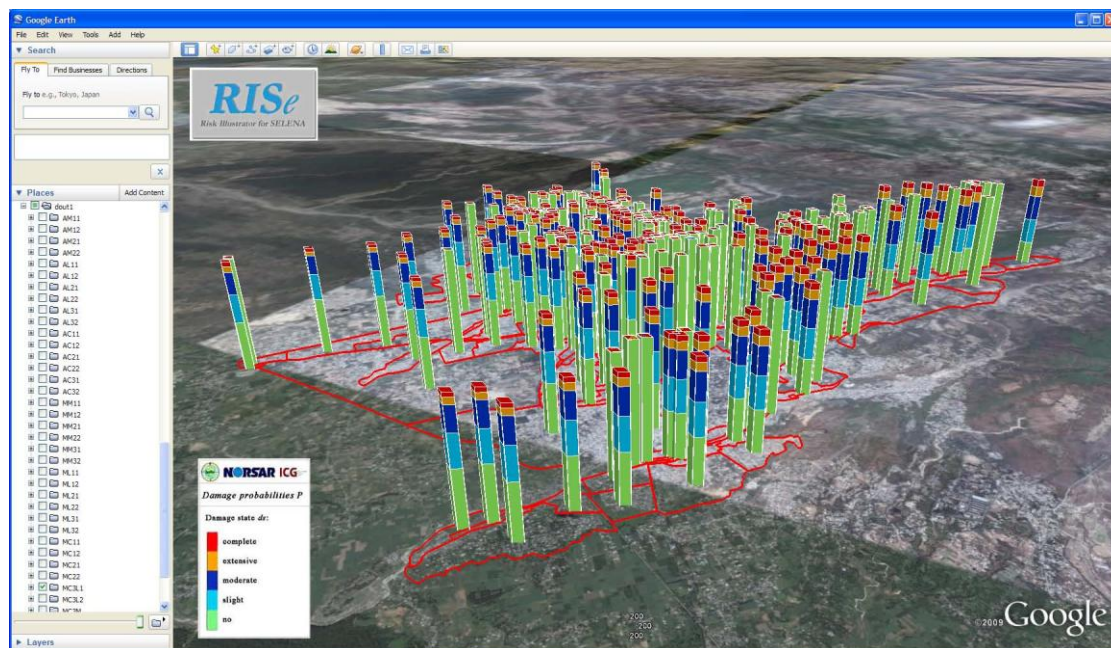 Google Earth
File Edit View Tools Add Help
Search
Fly To Find Businesses Directions
Fly to e.g., Tokyo, Japan
Places Add Content
dout1
AM11
AM12
AM21
AM22
AL11
AL12
AL21
AL22
AL31
AL32
AC11
AC12
AC21
AC22
AC31
AC32
MM11
MM12
MM21
MM22
MM31
MM32
ML11
ML12
ML21
ML22
ML31
ML32
MC11
MC12
MC21
MC22
MC3L1
MC3L2
MC3M
Layers
RISe
Risk Illustrator for SELENA
NORSAR ICG
Damage probabilities P
Damage state ds:
complete
extensive
moderate
slight
no
200
200
200
©2009 Google